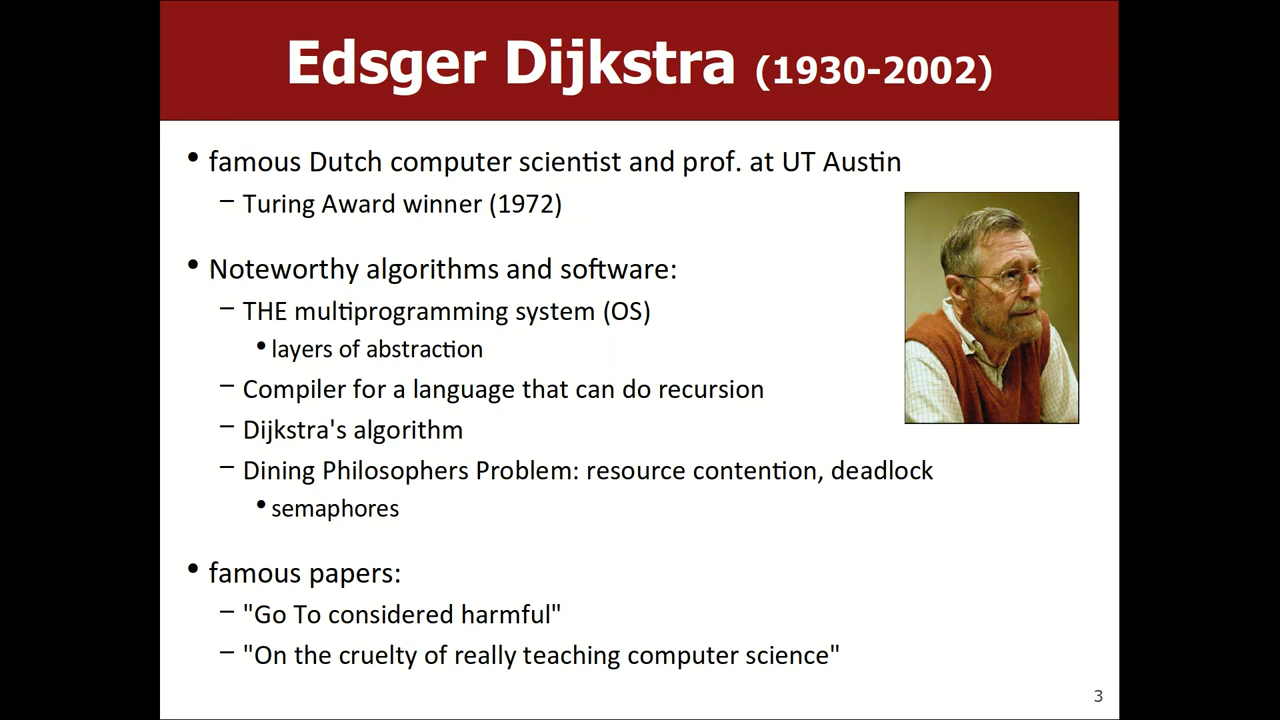 Edsger Dijkstra (1930-2002)
• famous Dutch computer scientist and prof. at UT Austin
– Turing Award winner (1972)
• Noteworthy algorithms and software:
– THE multiprogramming system (OS)
• layers of abstraction
– Compiler for a language that can do recursion
– Dijkstra's algorithm
– Dining Philosophers Problem: resource contention, deadlock
• semaphores
• famous papers:
– "Go To considered harmful"
– "On the cruelty of really teaching computer science"
3